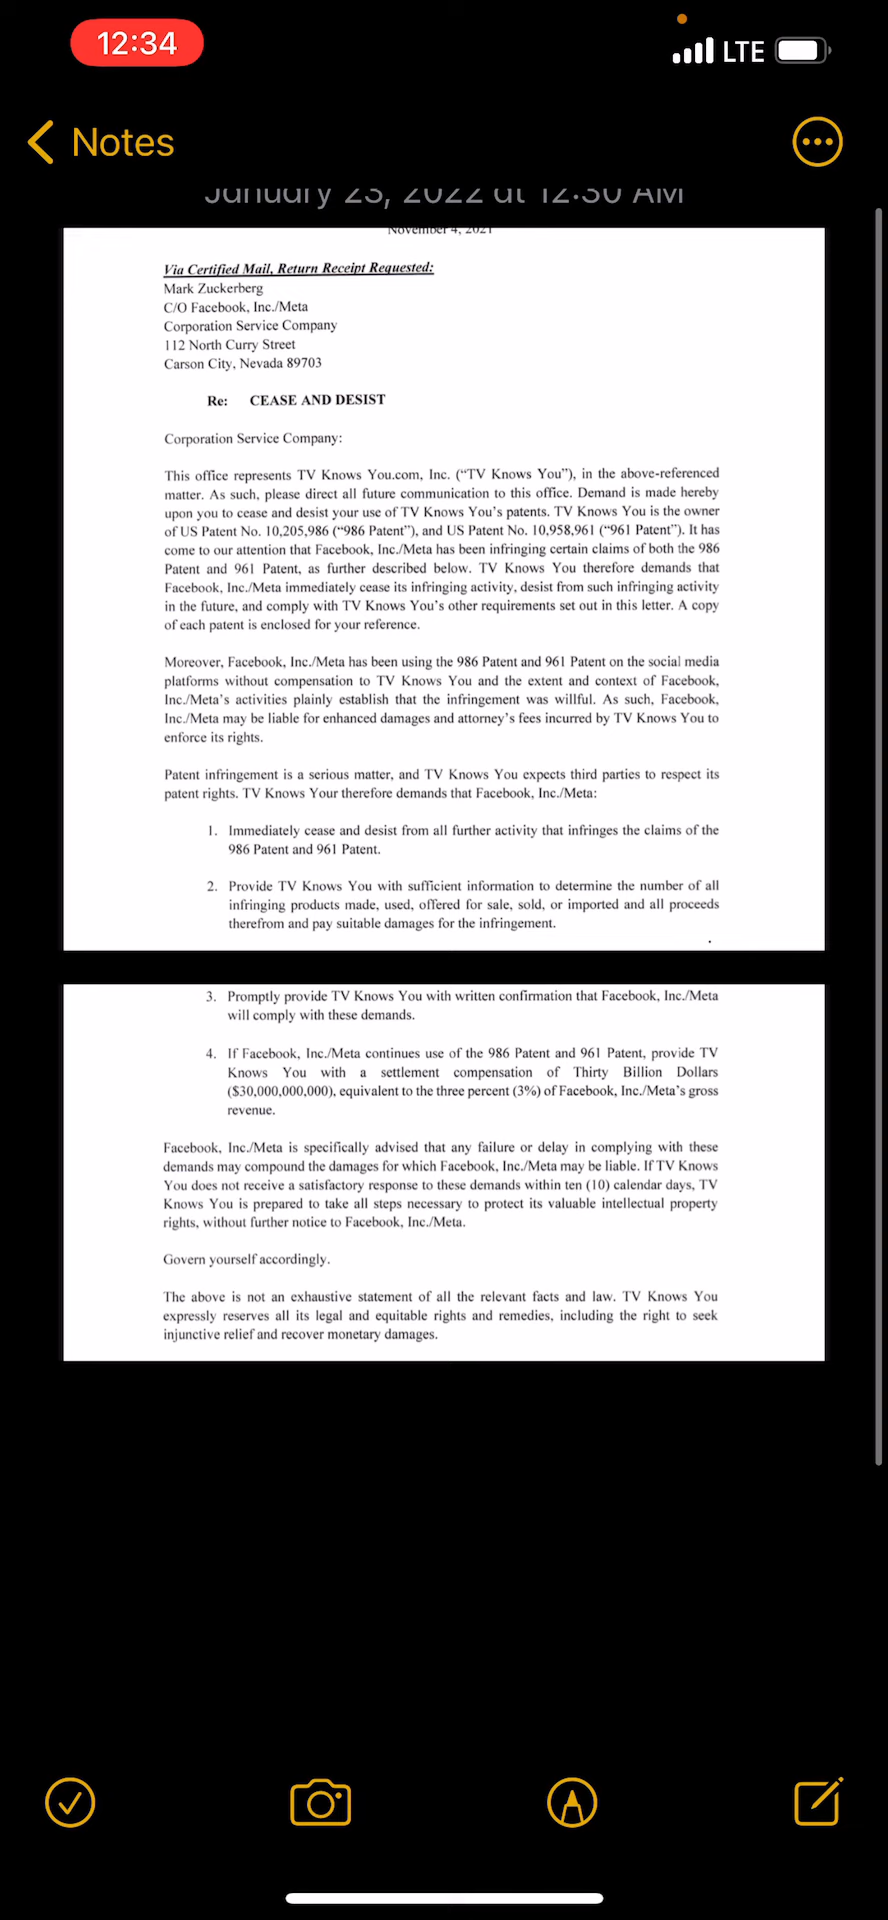 12:34
LTE
Notes
January 23, 2022 at 12:30 AM
November 4, 2021
Via Certified Mail, Return Receipt Requested:
Mark Zuckerberg
C/O Facebook, Inc./Meta
Corporation Service Company
112 North Curry Street
Carson City, Nevada 89703
Re: CEASE AND DESIST
Corporation Service Company:
This office represents TV Knows You.com, Inc. (“TV Knows You”), in the above-referenced
matter. As such, please direct all future communication to this office. Demand is made hereby
upon you to cease and desist your use of TV Knows You’s patents. TV Knows You is the owner
of US Patent No. 10,205,986 (“986 Patent”), and US Patent No. 10,958,961 (“961 Patent”). It has
come to our attention that Facebook, Inc./Meta has been infringing certain claims of both the 986
Patent and 961 Patent, as further described below. TV Knows You therefore demands that
Facebook, Inc./Meta immediately cease its infringing activity, desist from such infringing activity
in the future, and comply with TV Knows You’s other requirements set out in this letter. A copy
of each patent is enclosed for your reference.
Moreover, Facebook, Inc./Meta has been using the 986 Patent and 961 Patent on the social media
platforms without compensation to TV Knows You and the extent and context of Facebook,
Inc./Meta’s activities plainly establish that the infringement was willful. As such, Facebook,
Inc./Meta may be liable for enhanced damages and attorney’s fees incurred by TV Knows You to
enforce its rights.
Patent infringement is a serious matter, and TV Knows You expects third parties to respect its
patent rights. TV Knows Your therefore demands that Facebook, Inc./Meta:
1. Immediately cease and desist from all further activity that infringes the claims of the
986 Patent and 961 Patent.
2. Provide TV Knows You with sufficient information to determine the number of all
infringing products made, used, offered for sale, sold, or imported and all proceeds
therefrom and pay suitable damages for the infringement.
3. Promptly provide TV Knows You with written confirmation that Facebook, Inc./Meta
will comply with these demands.
4. If Facebook, Inc./Meta continues use of the 986 Patent and 961 Patent, provide TV
Knows You with a settlement compensation of Thirty Billion Dollars
($30,000,000,000), equivalent to the three percent (3%) of Facebook, Inc./Meta’s gross
revenue.
Facebook, Inc./Meta is specifically advised that any failure or delay in complying with these
demands may compound the damages for which Facebook, Inc./Meta may be liable. If TV Knows
You does not receive a satisfactory response to these demands within ten (10) calendar days, TV
Knows You is prepared to take all steps necessary to protect its valuable intellectual property
rights, without further notice to Facebook, Inc./Meta.
Govern yourself accordingly.
The above is not an exhaustive statement of all the relevant facts and law. TV Knows You
expressly reserves all its legal and equitable rights and remedies, including the right to seek
injunctive relief and recover monetary damages.